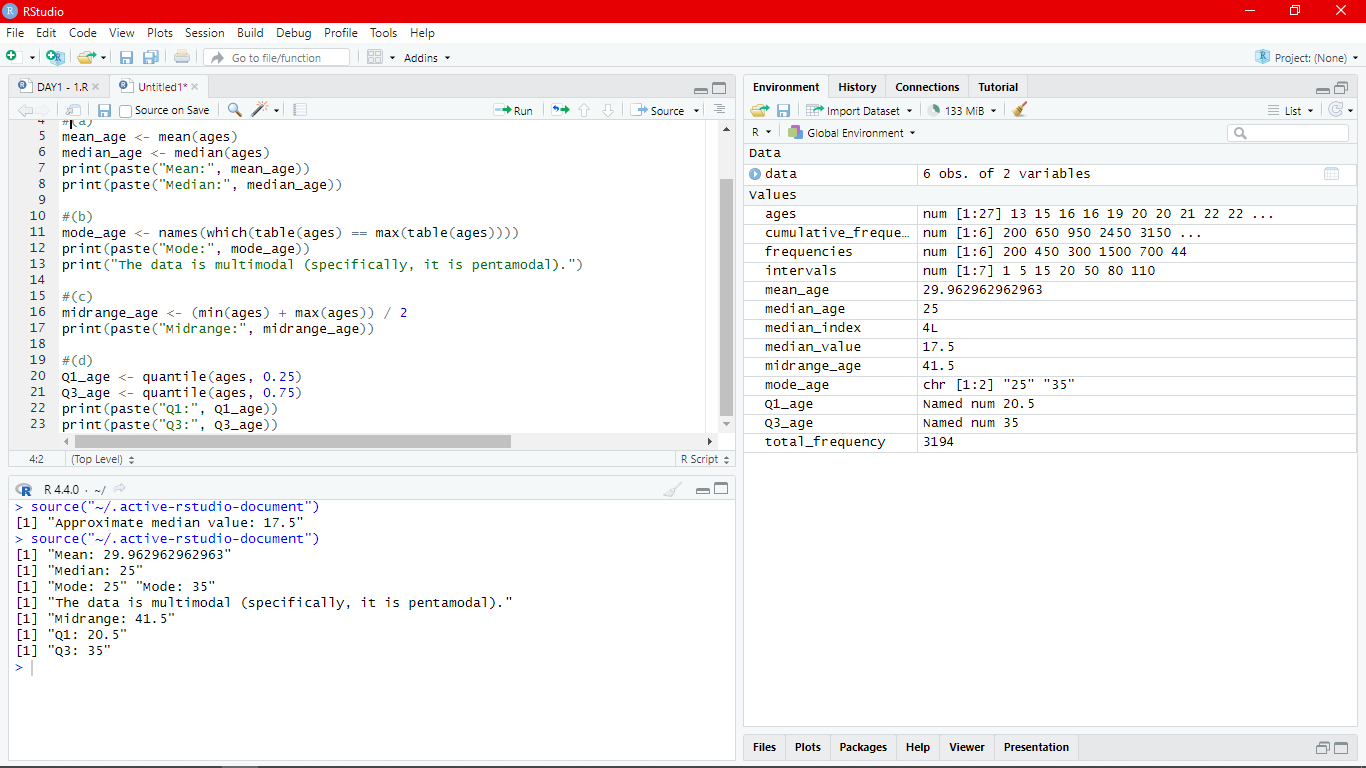 RStudio
File Edit Code View Plots Session Build Debug Profile Tools Help
Go to file/function Addins Project: (None)
DAY1 - 1.R Untitled1*
Source on Save Run Source
4 #(a)
5 mean_age <- mean(ages)
6 median_age <- median(ages)
7 print(paste("Mean:", mean_age))
8 print(paste("Median:", median_age))
9
10 #(b)
11 mode_age <- names(which(table(ages) == max(table(ages))))
12 print(paste("Mode:", mode_age))
13 print("The data is multimodal (specifically, it is pentamodal).")
14
15 #(c)
16 midrange_age <- (min(ages) + max(ages)) / 2
17 print(paste("Midrange:", midrange_age))
18
19 #(d)
20 Q1_age <- quantile(ages, 0.25)
21 Q3_age <- quantile(ages, 0.75)
22 print(paste("Q1:", Q1_age))
23 print(paste("Q3:", Q3_age))
4:2 (Top Level) R Script
R 4.4.0 · ~/
> source("~/.active-rstudio-document")
[1] "Approximate median value: 17.5"
> source("~/.active-rstudio-document")
[1] "Mean: 29.962962962963"
[1] "Median: 25"
[1] "Mode: 25" "Mode: 35"
[1] "The data is multimodal (specifically, it is pentamodal)."
[1] "Midrange: 41.5"
[1] "Q1: 20.5"
[1] "Q3: 35"
>
Environment History Connections Tutorial
Import Dataset 133 MiB List
R Global Environment
Data
data 6 obs. of 2 variables
Values
ages num [1:27] 13 15 16 16 19 20 20 21 22 22 ...
cumulative_freque… num [1:6] 200 650 950 2450 3150 ...
frequencies num [1:6] 200 450 300 1500 700 44
intervals num [1:7] 1 5 15 20 50 80 110
mean_age 29.962962962963
median_age 25
median_index 4L
median_value 17.5
midrange_age 41.5
mode_age chr [1:2] "25" "35"
Q1_age Named num 20.5
Q3_age Named num 35
total_frequency 3194
Files Plots Packages Help Viewer Presentation